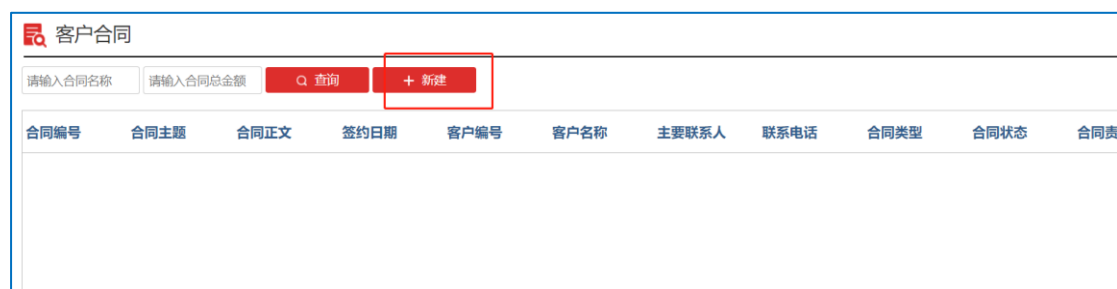 客户合同
请输入合同名称 请输入合同总金额 查询 + 新建
合同编号 合同主题 合同正文 签约日期 客户编号 客户名称 主要联系人 联系电话 合同类型 合同状态 合同责